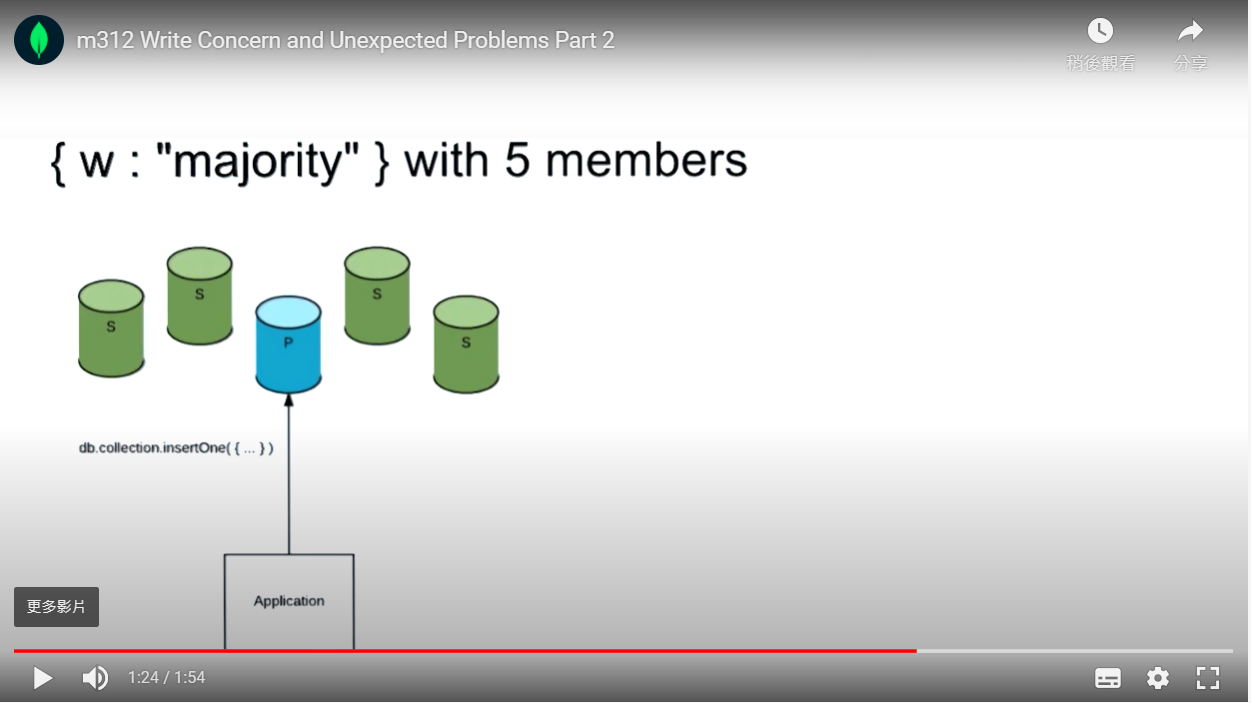 m312 Write Concern and Unexpected Problems Part 2
稍後觀看
分享
{ w : "majority" } with 5 members
S
S
S
P
S
db.collection.insertOne( { ... } )
Application
更多影片
1:24 / 1:54